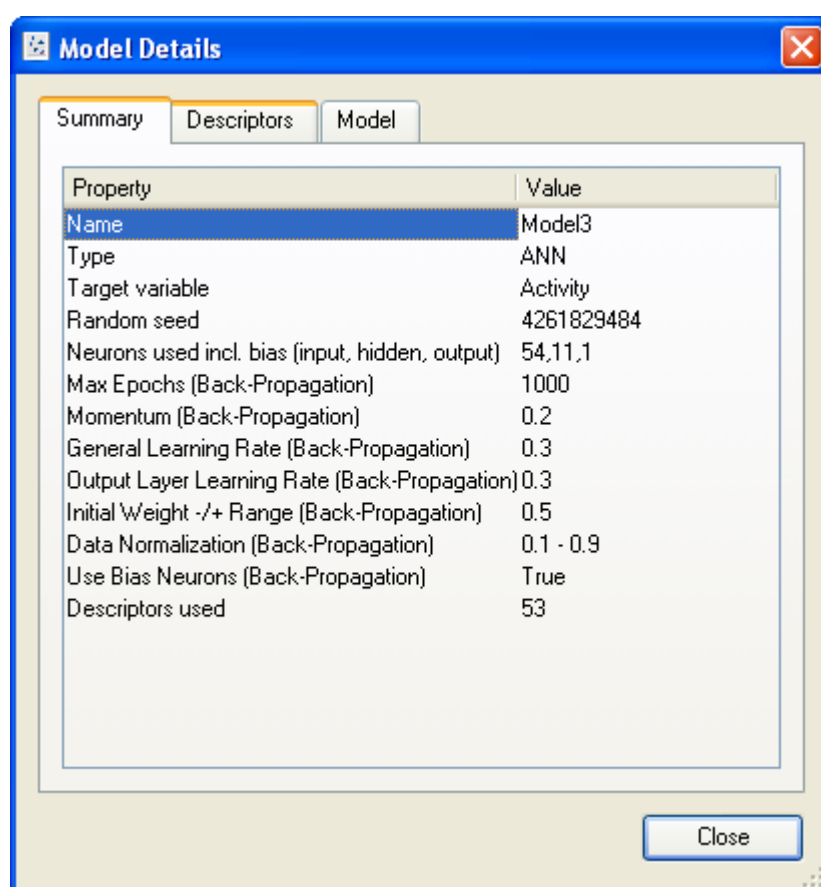 Model Details
Summary Descriptors Model
Property Value
Name Model3
Type ANN
Target variable Activity
Random seed 4261829484
Neurons used incl. bias (input, hidden, output) 54,11,1
Max Epochs (Back-Propagation) 1000
Momentum (Back-Propagation) 0.2
General Learning Rate (Back-Propagation) 0.3
Output Layer Learning Rate (Back-Propagation) 0.3
Initial Weight -/+ Range (Back-Propagation) 0.5
Data Normalization (Back-Propagation) 0.1 - 0.9
Use Bias Neurons (Back-Propagation) True
Descriptors used 53
Close